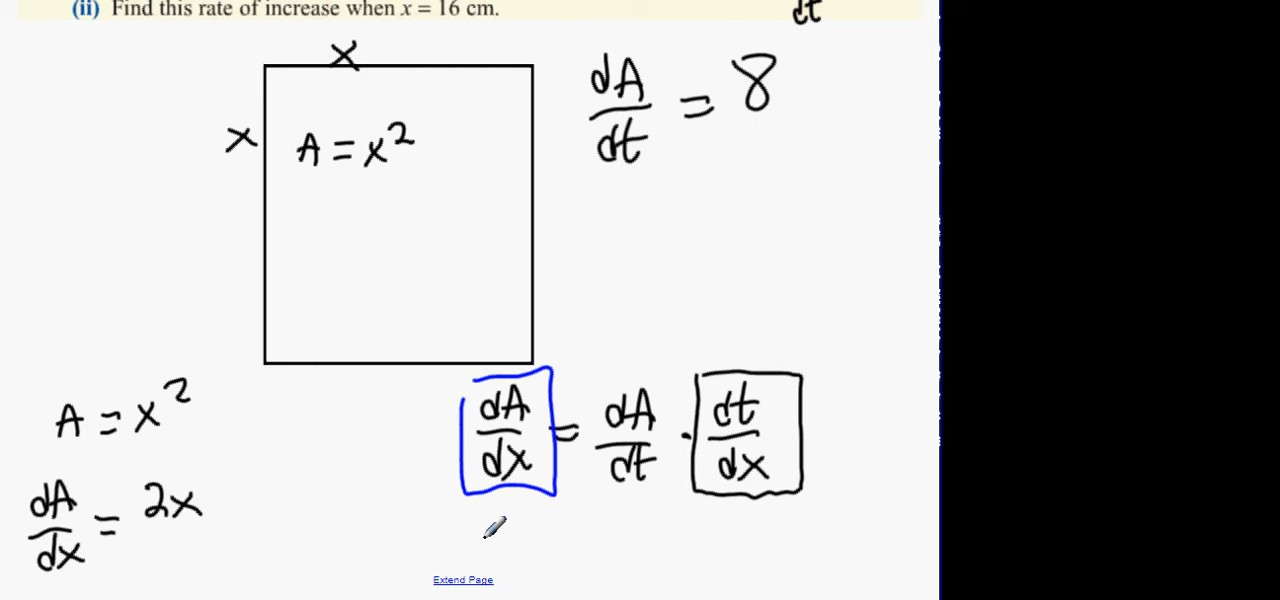 (ii) Find this rate of increase when x = 16 cm.
dt
x
dA/dt = 8
x
A = x²
A = x²
dA/dx = dA/dt · dt/dx
dA/dx = 2x
Extend Page